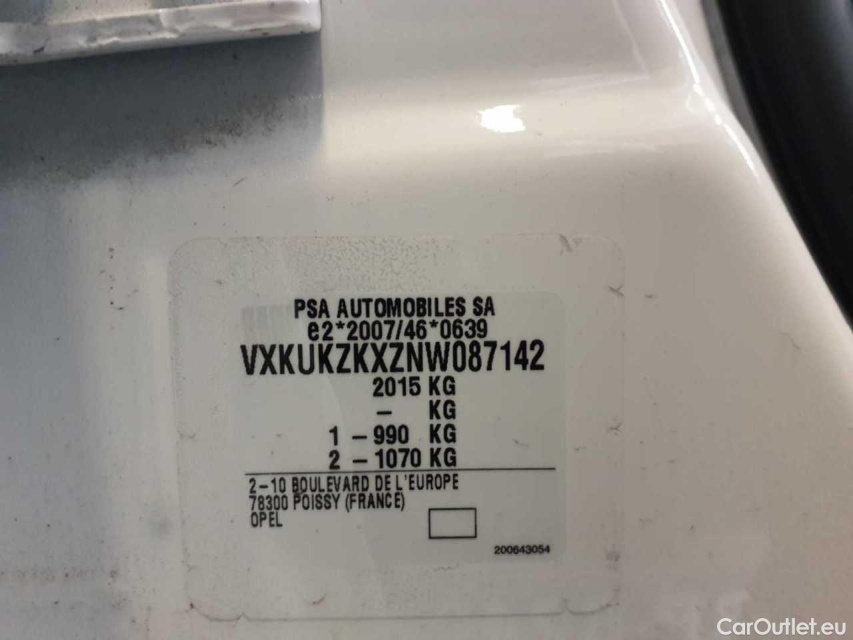 PSA AUTOMOBILES SA
e2*2007/46*0639
VXKUKZKXZNW087142
2015 KG
- KG
1 -990 KG
2 -1070 KG
2-10 BOULEVARD DE L'EUROPE
78300 POISSY (FRANCE)
OPEL
200643054
CarOutlet.eu